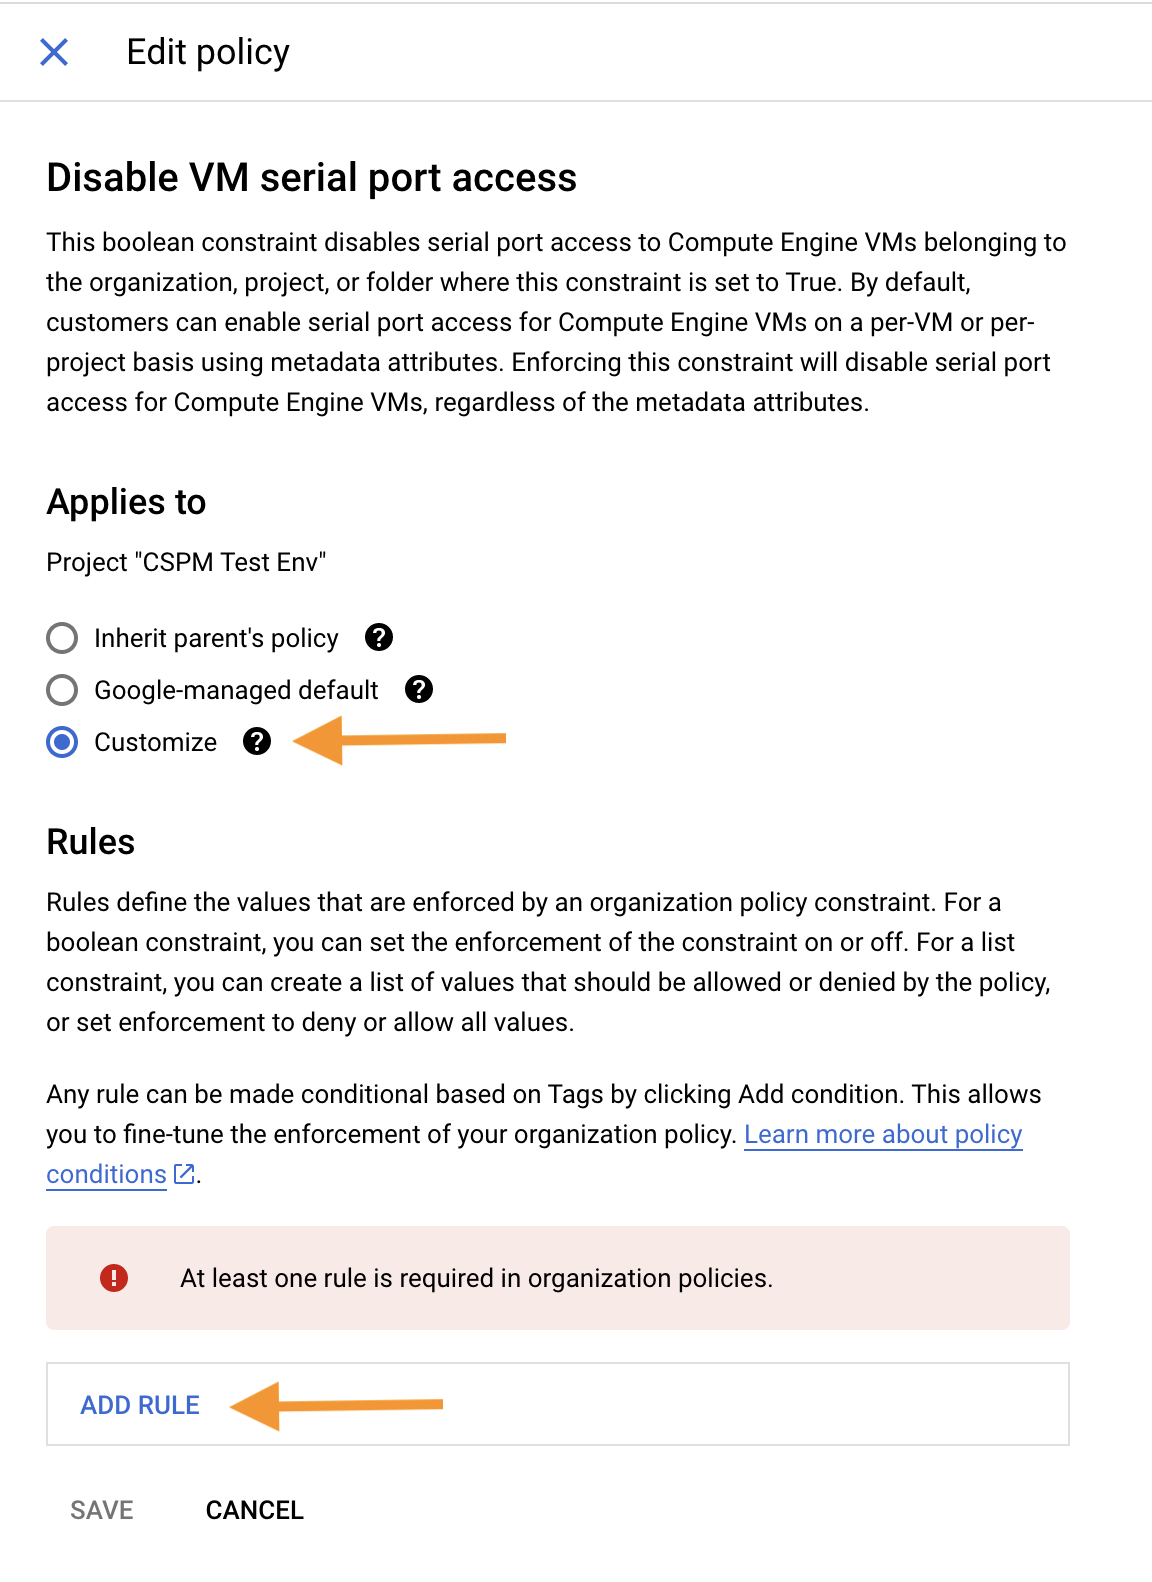 Edit policy
Disable VM serial port access
This boolean constraint disables serial port access to Compute Engine VMs belonging to
the organization, project, or folder where this constraint is set to True. By default,
customers can enable serial port access for Compute Engine VMs on a per-VM or per-
project basis using metadata attributes. Enforcing this constraint will disable serial port
access for Compute Engine VMs, regardless of the metadata attributes.
Applies to
Project "CSPM Test Env"
Inherit parent's policy
Google-managed default
Customize
Rules
Rules define the values that are enforced by an organization policy constraint. For a
boolean constraint, you can set the enforcement of the constraint on or off. For a list
constraint, you can create a list of values that should be allowed or denied by the policy,
or set enforcement to deny or allow all values.
Any rule can be made conditional based on Tags by clicking Add condition. This allows
you to fine-tune the enforcement of your organization policy. Learn more about policy
conditions.
At least one rule is required in organization policies.
ADD RULE
SAVE CANCEL